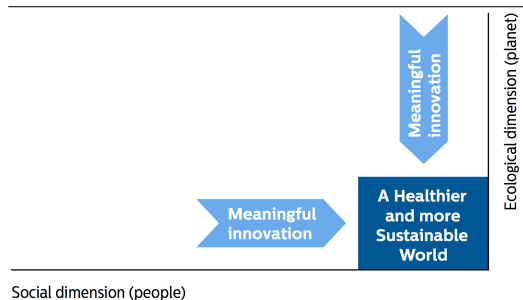 Meaningful
innovation
Ecological dimension (planet)
A Healthier
and more
Sustainable
World
Meaningful
innovation
Social dimension (people)